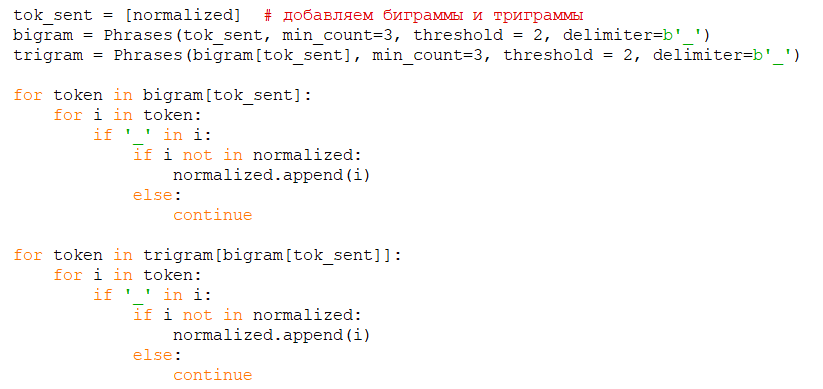 tok_sent = [normalized]  # добавляем биграммы и триграммы
bigram = Phrases(tok_sent, min_count=3, threshold = 2, delimiter=b'_')
trigram = Phrases(bigram[tok_sent], min_count=3, threshold = 2, delimiter=b'_')

for token in bigram[tok_sent]:
    for i in token:
        if '_' in i:
            if i not in normalized:
                normalized.append(i)
            else:
                continue

for token in trigram[bigram[tok_sent]]:
    for i in token:
        if '_' in i:
            if i not in normalized:
                normalized.append(i)
            else:
                continue